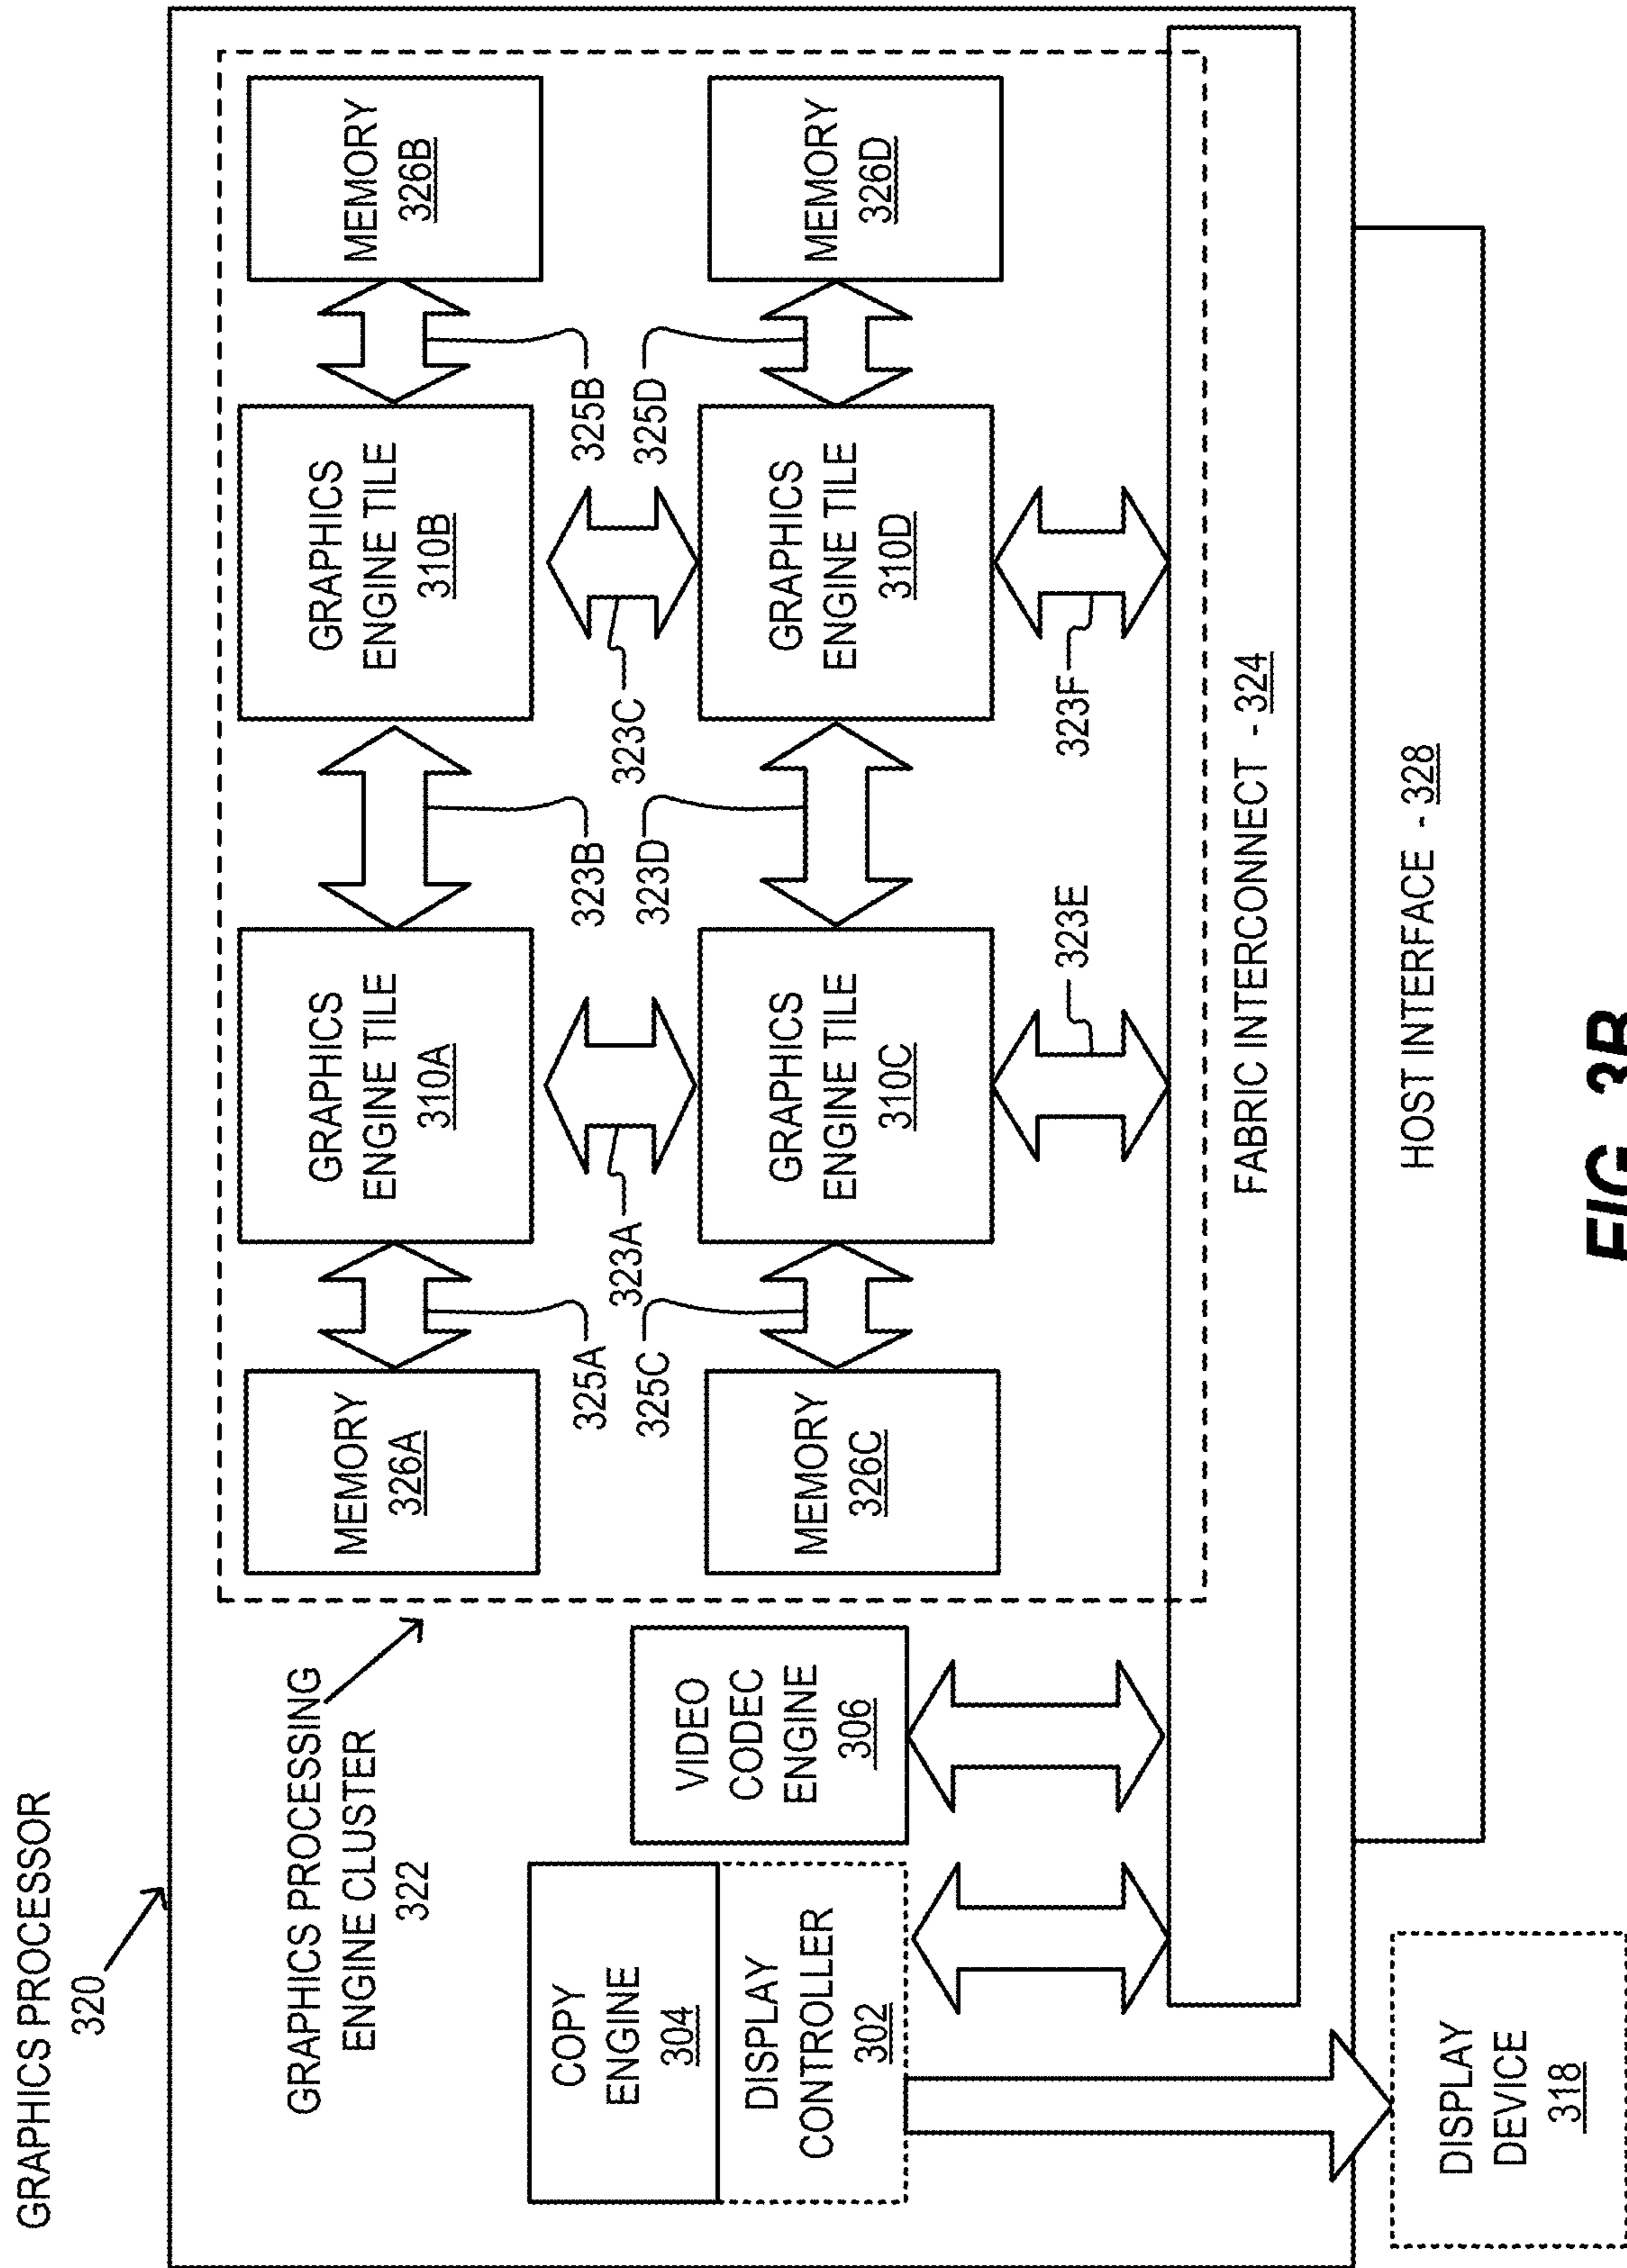 GRAPHICS PROCESSOR
320
GRAPHICS PROCESSING
ENGINE CLUSTER
322
COPY
ENGINE
304
DISPLAY
CONTROLLER
302
VIDEO
CODEC
ENGINE
306
MEMORY
326A
325A
GRAPHICS
ENGINE TILE
310A
323B
GRAPHICS
ENGINE TILE
310B
325B
MEMORY
326B
323A
323C
MEMORY
326C
325C
GRAPHICS
ENGINE TILE
310C
323D
GRAPHICS
ENGINE TILE
310D
325D
MEMORY
326D
323E
323F
FABRIC INTERCONNECT - 324
HOST INTERFACE - 328
DISPLAY
DEVICE
318
FIG. 3B